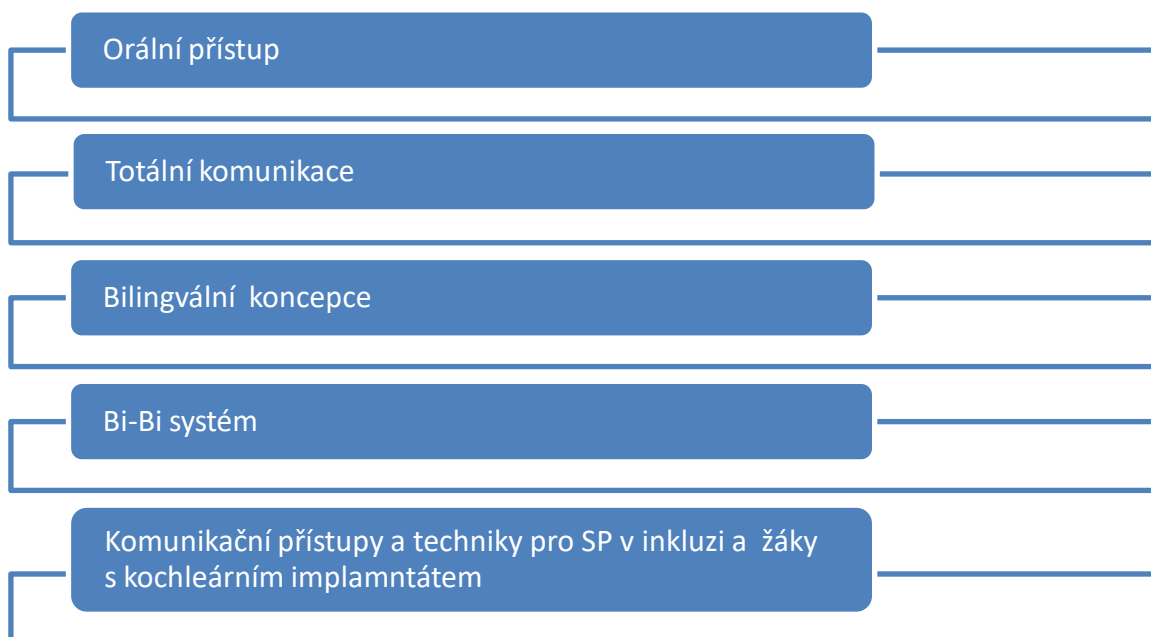 Orální přístup
Totální komunikace
Bilingvální  koncepce
Bi-Bi systém
Komunikační přístupy a techniky pro SP v inkluzi a  žáky
s kochleárním implamntátem